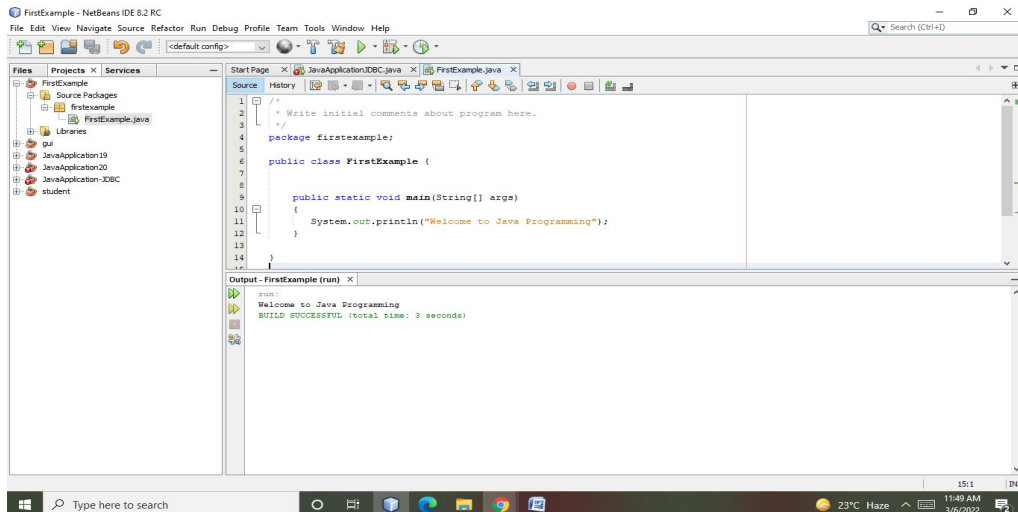 FirstExample - NetBeans IDE 8.2 RC
File Edit View Navigate Source Refactor Run Debug Profile Team Tools Window Help
Search (Ctrl+I)
<default config>
Files Projects Services
FirstExample
Source Packages
firstexample
FirstExample.java
Libraries
gui
JavaApplication19
JavaApplication20
JavaApplication-JDBC
student
Start Page JavaApplicationJDBC.java FirstExample.java
Source History
1 /*
2 * Write initial comments about program here.
3 */
4 package firstexample;
5
6 public class FirstExample {
7
8
9 public static void main(String[] args)
10 {
11 System.out.println("Welcome to Java Programming");
12 }
13
14 }
15
Output - FirstExample (run)
run:
Welcome to Java Programming
BUILD SUCCESSFUL (total time: 3 seconds)
15:1 IN
Type here to search
23°C Haze
11:49 AM
3/6/2022
2